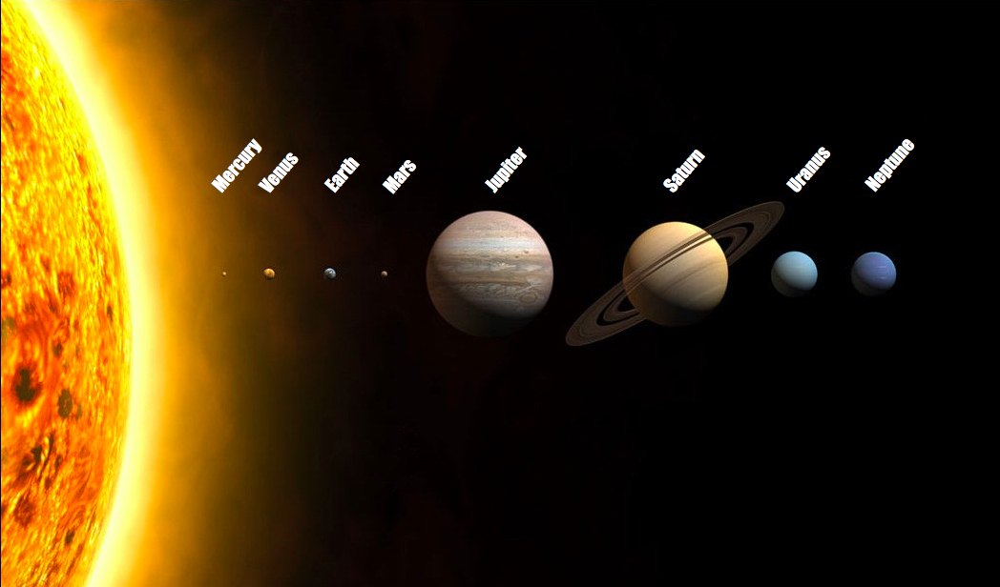 Mercury
Venus
Earth
Mars
Jupiter
Saturn
Uranus
Neptune